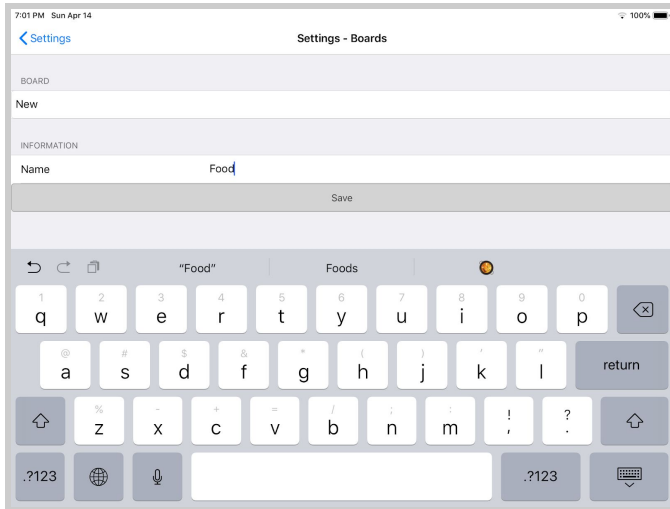 7:01 PM Sun Apr 14 100%
Settings Settings - Boards
BOARD
New
INFORMATION
Name Food
Save
“Food” Foods
1 2 3 4 5 6 7 8 9 0
q w e r t y u i o p
@ # $ & * ( ) ' "
a s d f g h j k l return
% - + = / ; : ! ?
z x c v b n m , .
.?123 .?123